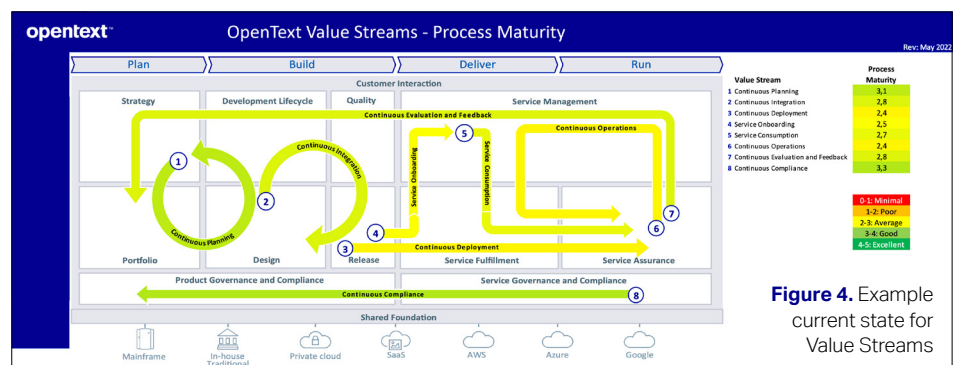 opentext™
OpenText Value Streams - Process Maturity
Rev: May 2022
Plan
Build
Deliver
Run
Customer Interaction
Strategy
Development Lifecycle
Quality
Service Management
Continuous Evaluation and Feedback
Continuous Operations
Continuous Integration
Service Onboarding
Service Consumption
Continuous Planning
Continuous Deployment
1
2
3
4
5
6
7
Portfolio
Design
Release
Service Fulfillment
Service Assurance
Product Governance and Compliance
Service Governance and Compliance
Continuous Compliance
8
Shared Foundation
Mainframe
In-house
Traditional
Private cloud
SaaS
AWS
Azure
Google
Process
Value Stream Maturity
1 Continuous Planning 3,1
2 Continuous Integration 2,8
3 Continuous Deployment 2,4
4 Service Onboarding 2,5
5 Service Consumption 2,7
6 Continuous Operations 2,4
7 Continuous Evaluation and Feedback 2,8
8 Continuous Compliance 3,3
0-1: Minimal
1-2: Poor
2-3: Average
3-4: Good
4-5: Excellent
Figure 4. Example
current state for
Value Streams